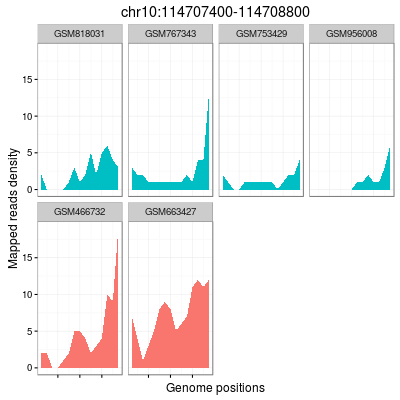 chr10:114707400-114708800
GSM818031 GSM767343 GSM753429 GSM956008
15
10
5
0
GSM466732 GSM663427
15
10
5
0
Mapped reads density
Genome positions